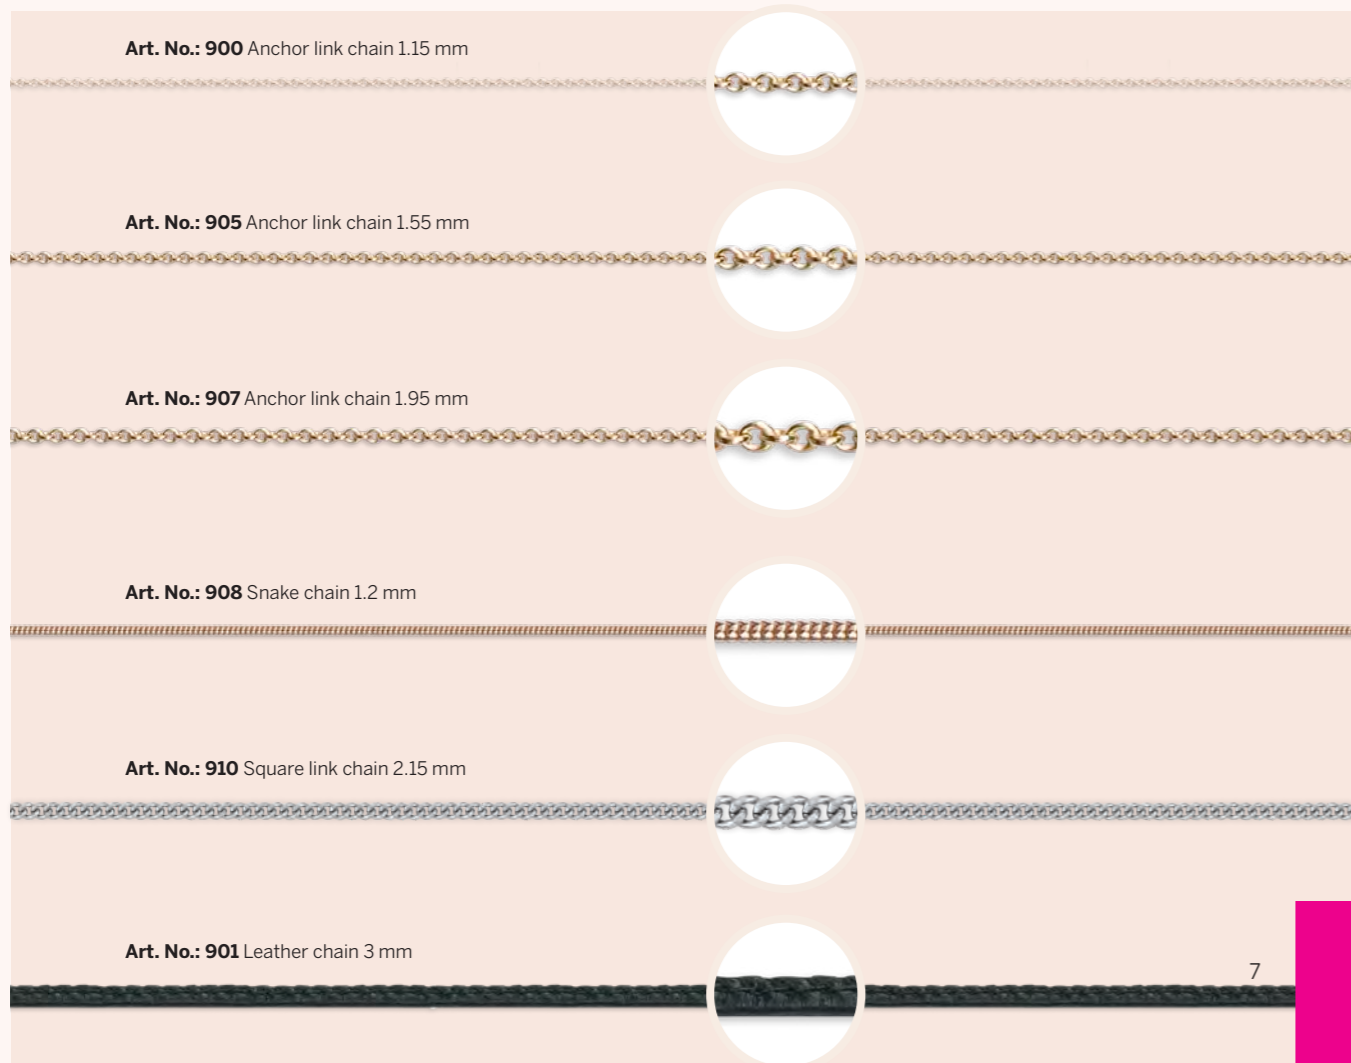 Art. No.: 900 Anchor link chain 1.15 mm
Art. No.: 905 Anchor link chain 1.55 mm
Art. No.: 907 Anchor link chain 1.95 mm
Art. No.: 908 Snake chain 1.2 mm
Art. No.: 910 Square link chain 2.15 mm
Art. No.: 901 Leather chain 3 mm
7